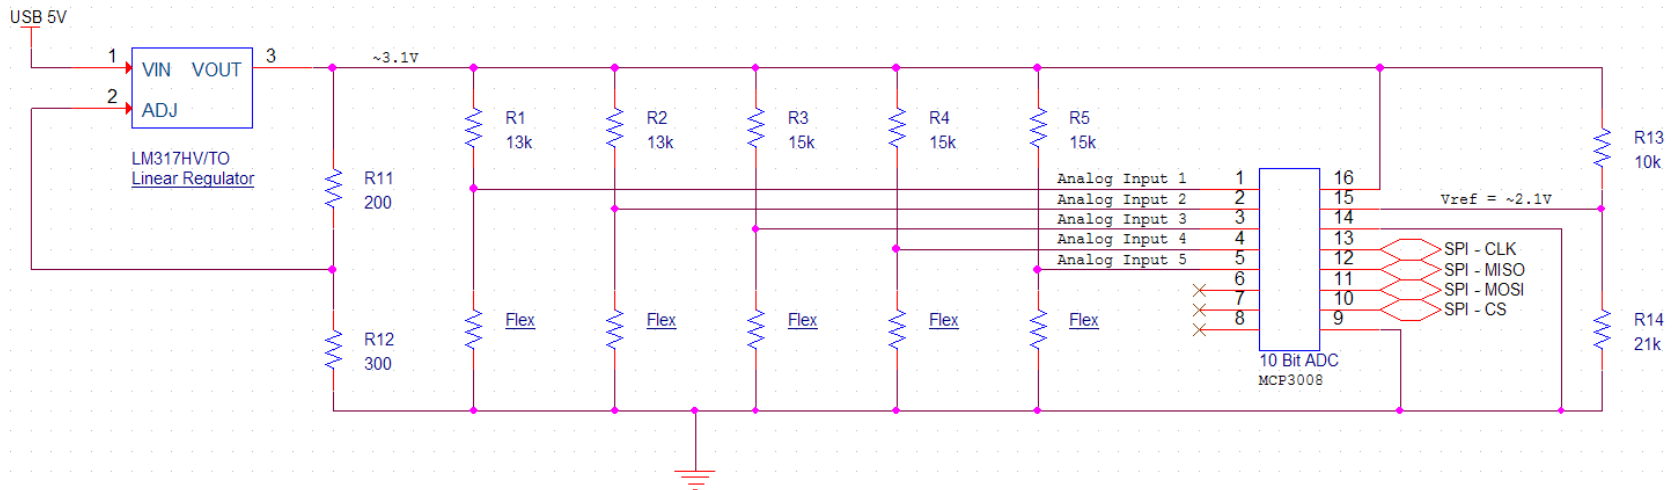 USB 5V
1
VIN
VOUT
3
~3.1V
2
ADJ
LM317HV/TO
Linear Regulator
R11
200
R12
300
R1
13k
R2
13k
R3
15k
R4
15k
R5
15k
Flex
Flex
Flex
Flex
Flex
Analog Input 1
Analog Input 2
Analog Input 3
Analog Input 4
Analog Input 5
1
2
3
4
5
6
7
8
16
15
14
13
12
11
10
9
10 Bit ADC
MCP3008
Vref = ~2.1V
SPI - CLK
SPI - MISO
SPI - MOSI
SPI - CS
R13
10k
R14
21k